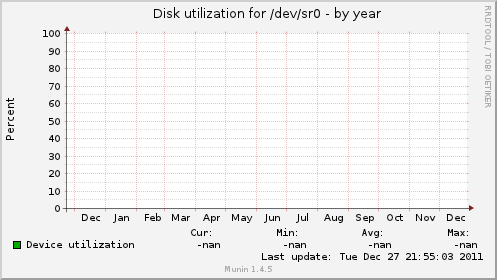 Disk utilization for /dev/sr0 - by year
RRDTOOL / TOBI OETIKER
Percent
100
90
80
70
60
50
40
30
20
10
0
Dec Jan Feb Mar Apr May Jun Jul Aug Sep Oct Nov Dec
Cur: Min: Avg: Max:
Device utilization -nan -nan -nan -nan
Last update: Tue Dec 27 21:55:03 2011
Munin 1.4.5